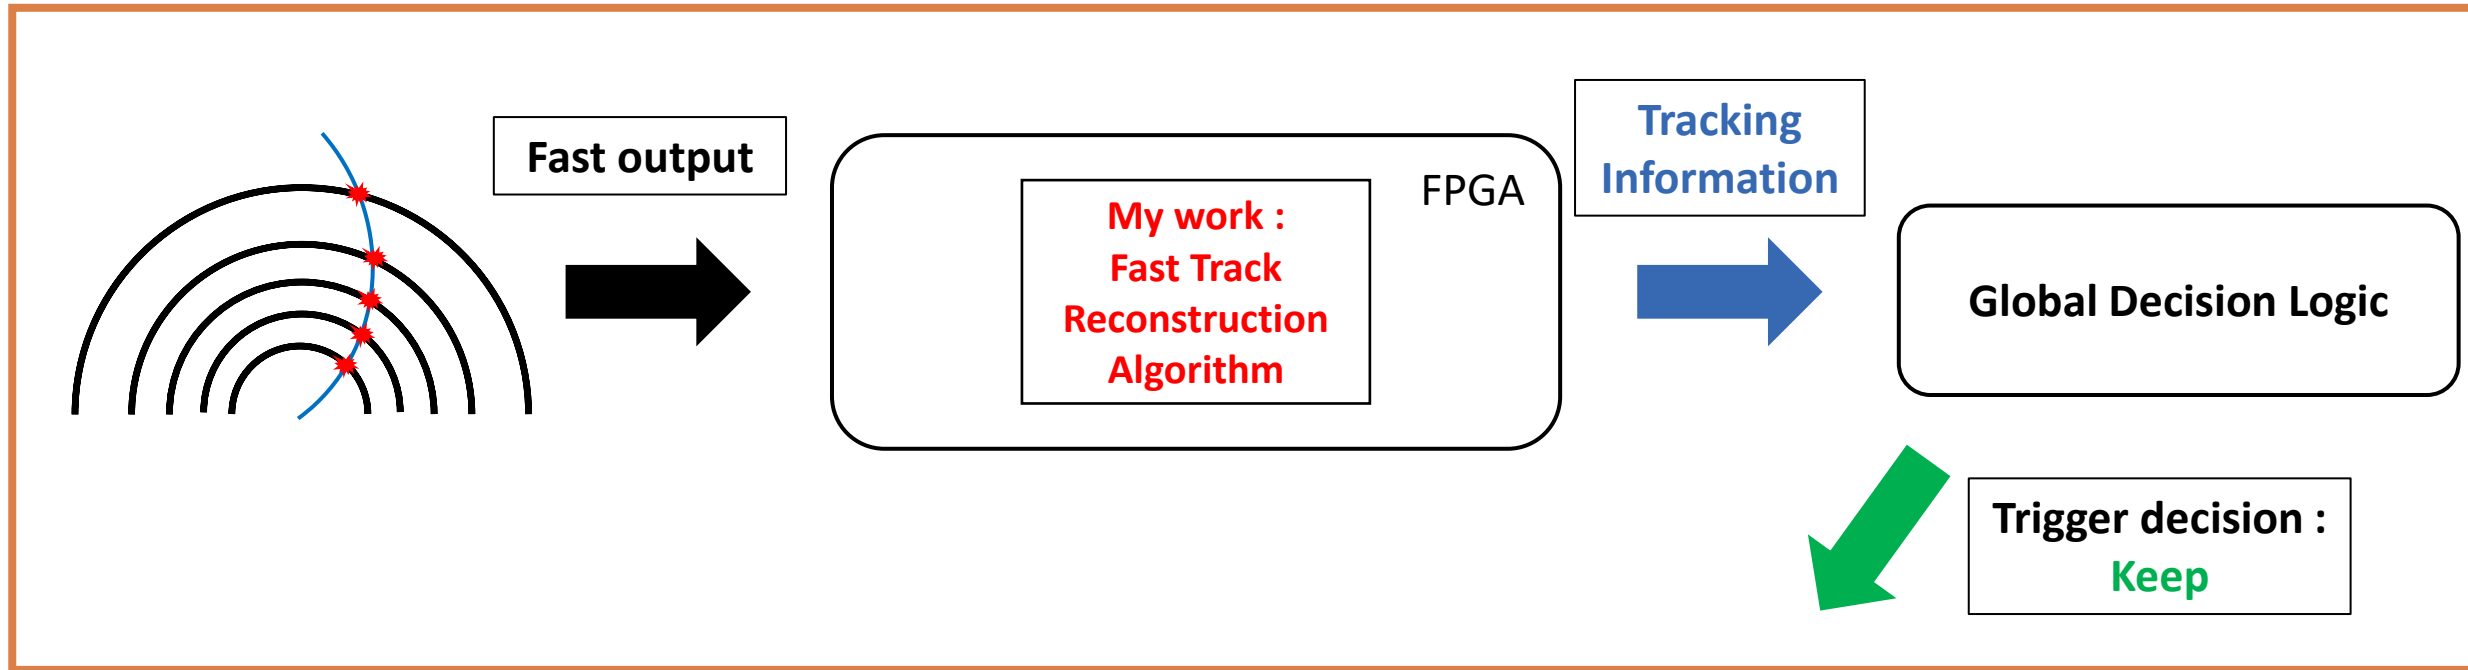 Fast output
FPGA
My work :
Fast Track
Reconstruction
Algorithm
Tracking
Information
Global Decision Logic
Trigger decision :
Keep